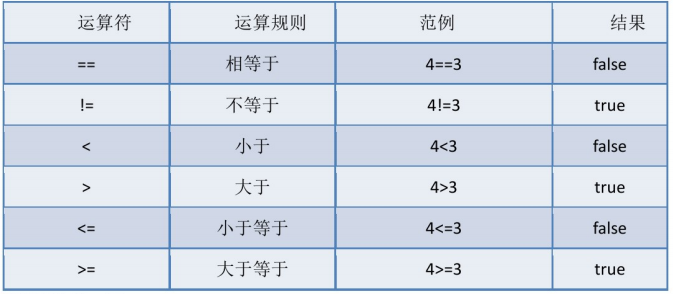 运算符 运算规则 范例 结果
== 相等于 4==3 false
!= 不等于 4!=3 true
< 小于 4<3 false
> 大于 4>3 true
<= 小于等于 4<=3 false
>= 大于等于 4>=3 true